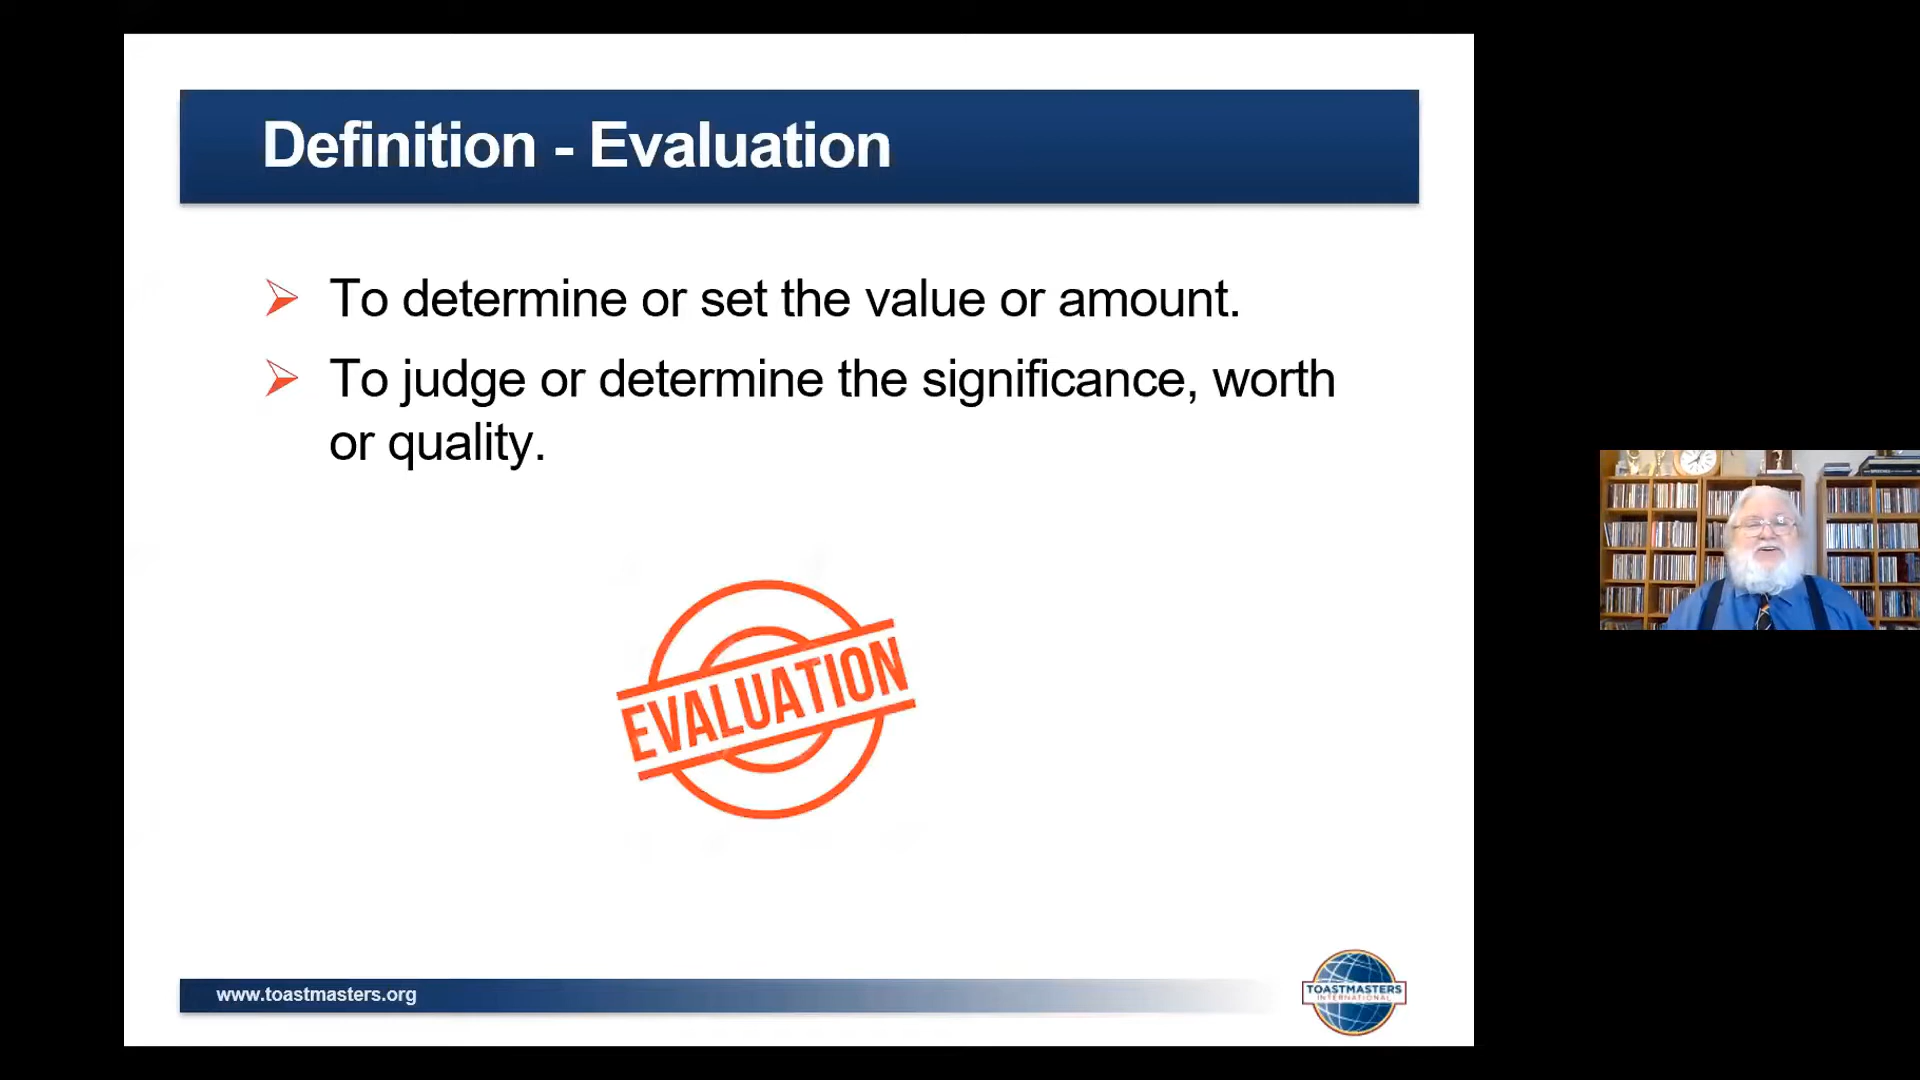 Definition - Evaluation
To determine or set the value or amount.
To judge or determine the significance, worth
or quality.
EVALUATION
www.toastmasters.org
TOASTMASTERS
INTERNATIONAL